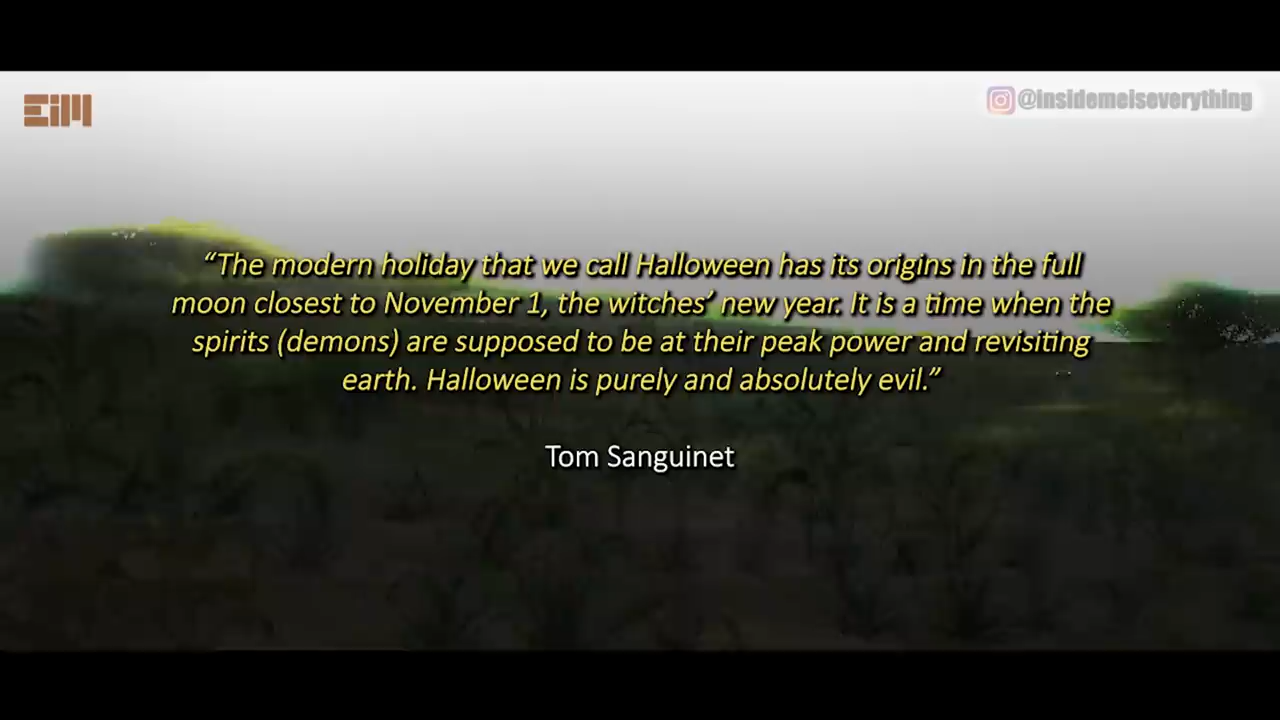 EiM
@insidemeiseverything
“The modern holiday that we call Halloween has its origins in the full
moon closest to November 1, the witches’ new year. It is a time when the
spirits (demons) are supposed to be at their peak power and revisiting
earth. Halloween is purely and absolutely evil.”
Tom Sanguinet